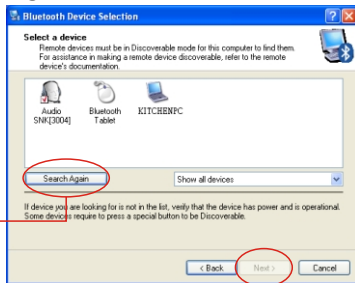 Bluetooth Device Selection
Select a device
Remote devices must be in Discoverable mode for this computer to find them.
For assistance in making a remote device discoverable, refer to the remote
device's documentation.
Audio
SNK[3004]
Bluetooth
Tablet
KITCHENPC
Search Again
Show all devices
If device you are looking for is not in the list, verify that the device has power and is operational.
Some devices require to press a special button to be Discoverable.
< Back
Next >
Cancel